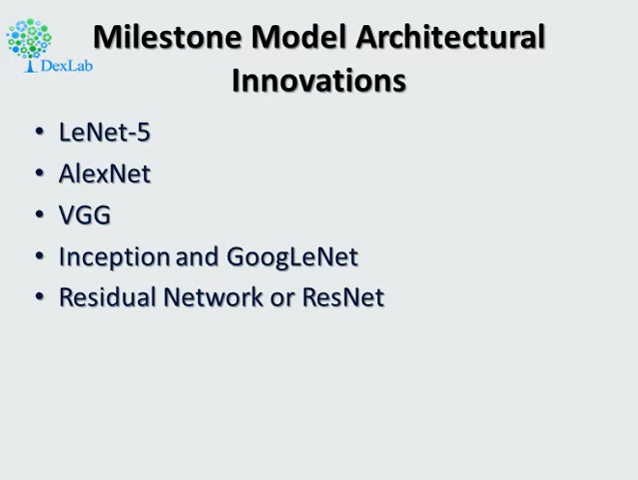 Milestone Model Architectural
Innovations
DexLab
• LeNet-5
• AlexNet
• VGG
• Inception and GoogLeNet
• Residual Network or ResNet